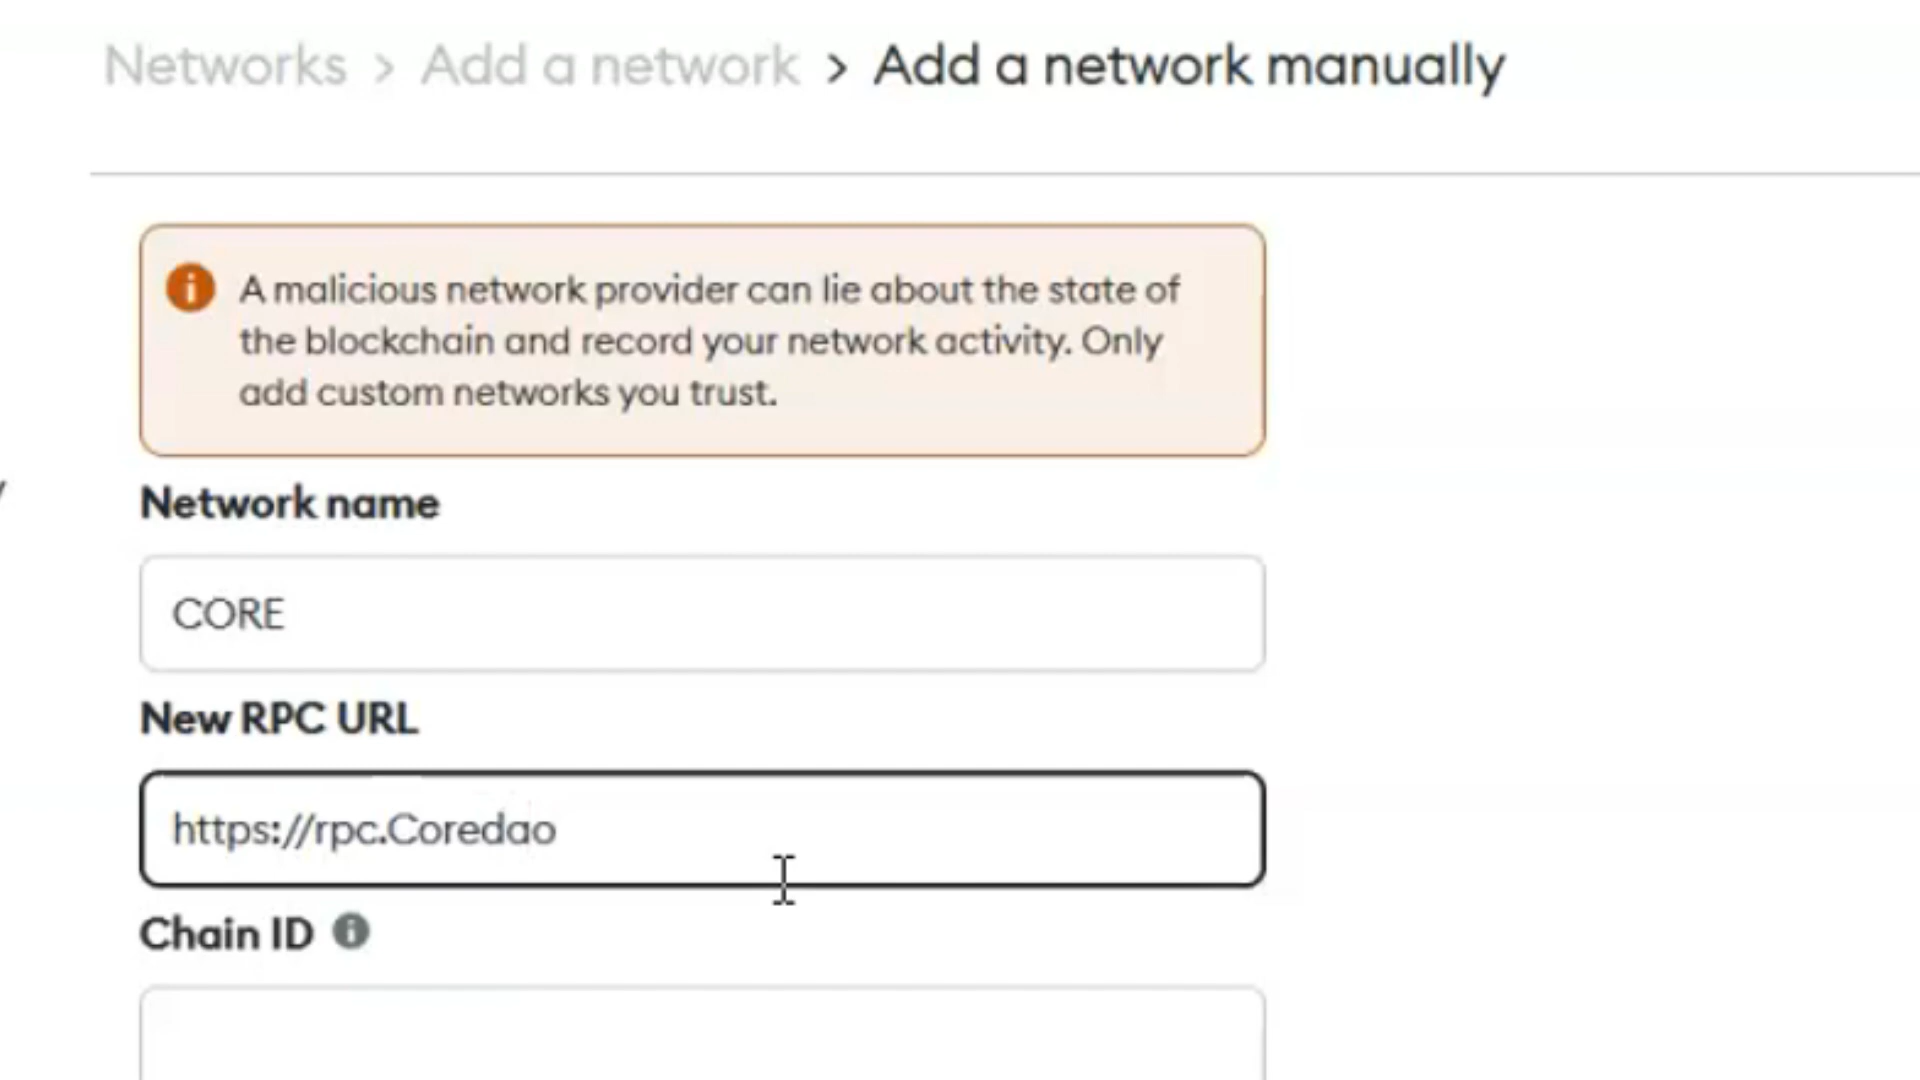 Networks > Add a network > Add a network manually
A malicious network provider can lie about the state of
the blockchain and record your network activity. Only
add custom networks you trust.
Network name
CORE
New RPC URL
https://rpc.Coredao
Chain ID